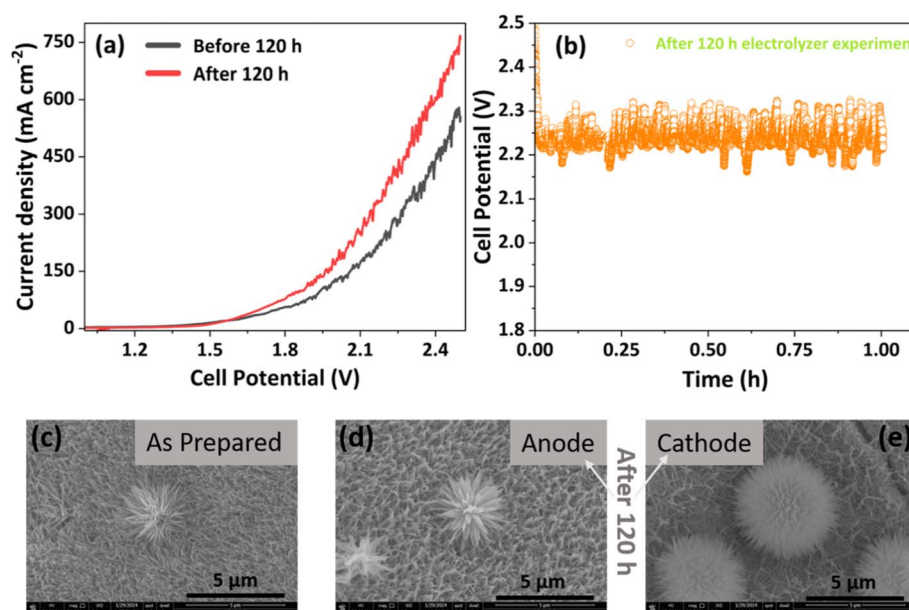 (a)
Before 120 h
After 120 h
750
600
450
300
150
0
Current density (mA cm⁻²)
1.2
1.5
1.8
2.1
2.4
Cell Potential (V)
(b)
After 120 h electrolyzer experimen
2.5
2.4
2.3
2.2
2.1
2.0
1.9
1.8
Cell Potential (V)
0.00
0.25
0.50
0.75
1.00
Time (h)
(c)
As Prepared
5 µm
(d)
Anode
5 µm
After 120 h
Cathode
(e)
5 µm